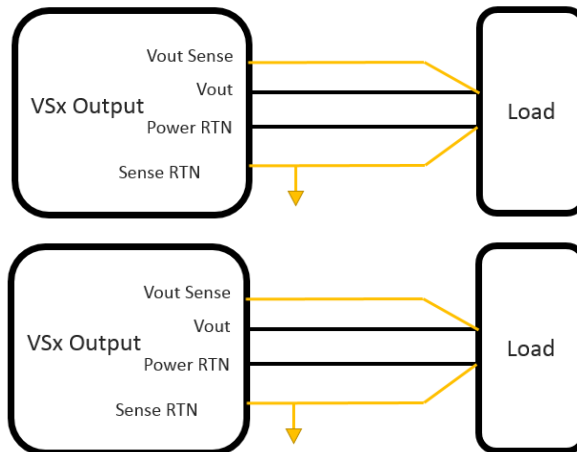 Vout Sense
Vout
VSx Output
Power RTN
Sense RTN
Load
Vout Sense
Vout
VSx Output
Power RTN
Sense RTN
Load